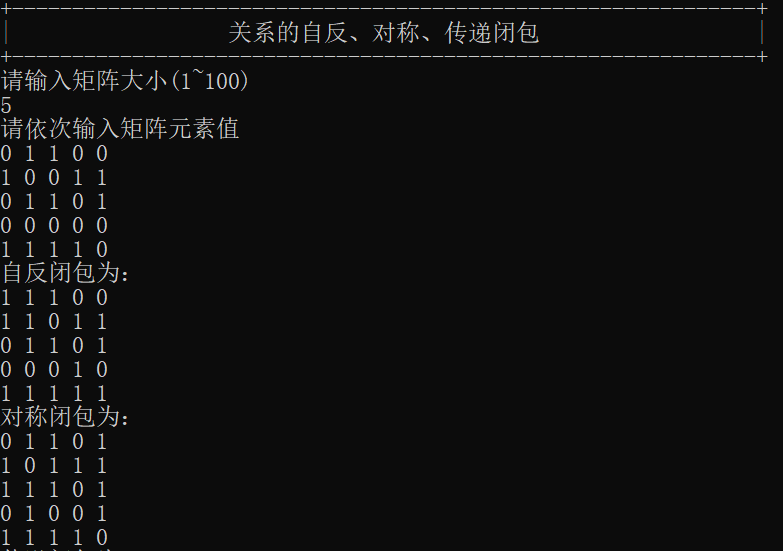 +--------------------------------------------------------------+
| 关系的自反、对称、传递闭包 |
+--------------------------------------------------------------+
请输入矩阵大小(1~100)
5
请依次输入矩阵元素值
0 1 1 0 0
1 0 0 1 1
0 1 1 0 1
0 0 0 0 0
1 1 1 1 0
自反闭包为:
1 1 1 0 0
1 1 0 1 1
0 1 1 0 1
0 0 0 1 0
1 1 1 1 1
对称闭包为:
0 1 1 0 1
1 0 1 1 1
1 1 1 0 1
0 1 0 0 1
1 1 1 1 0